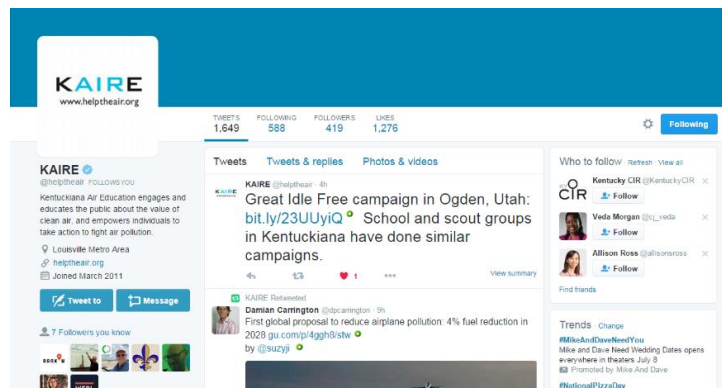 KAIRE
www.helptheair.org
TWEETS
1,649
FOLLOWING
588
FOLLOWERS
419
LIKES
1,276
Following
KAIRE
@helptheair FOLLOWS YOU
Kentuckiana Air Education engages and
educates the public about the value of
clean air, and empowers individuals to
take action to fight air pollution.
Louisville Metro Area
helptheair.org
Joined March 2011
Tweet to
Message
7 Followers you know
Tweets
Tweets & replies
Photos & videos
KAIRE
KAIRE @helptheair · 4h
Great Idle Free campaign in Ogden, Utah:
bit.ly/23UUyiQ School and scout groups
in Kentuckiana have done similar
campaigns.
1
View summary
KAIRE Retweeted
Damian Carrington @dpcarrington · 9h
First global proposal to reduce airplane pollution: 4% fuel reduction in
2028 gu.com/p/4ggh8/stw
by @suzyji
Who to follow · Refresh · View all
KY
CIR
Kentucky CIR @KentuckyCIR
Follow
Veda Morgan @cj_veda
Follow
Allison Ross @allisonsross
Follow
Find friends
Trends · Change
#MikeAndDaveNeedYou
Mike and Dave Need Wedding Dates opens
everywhere in theaters July 8
Promoted by Mike And Dave
#NationalPizzaDay